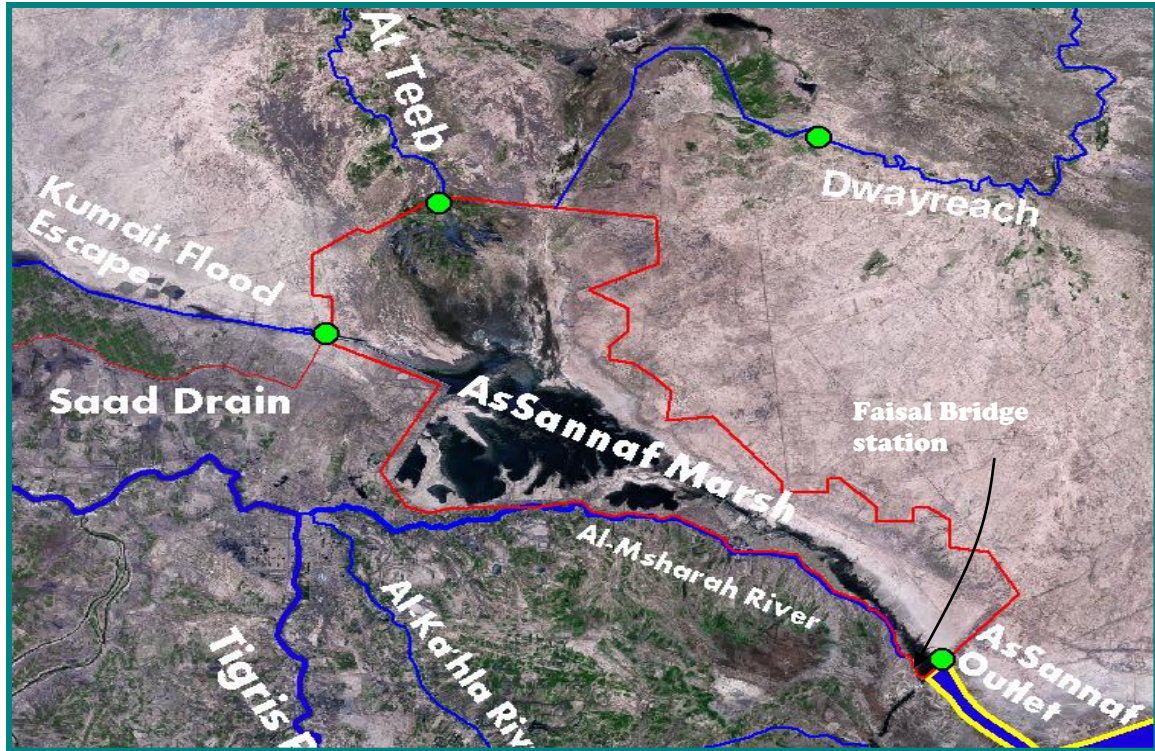 At Teeb
Dwayreach
Kumait Flood
Escape
Saad Drain
AsSannaf Marsh
Faisal Bridge
station
Al-Msharah River
Al-Ka'hla
Tigris
AsSannaf
Outlet